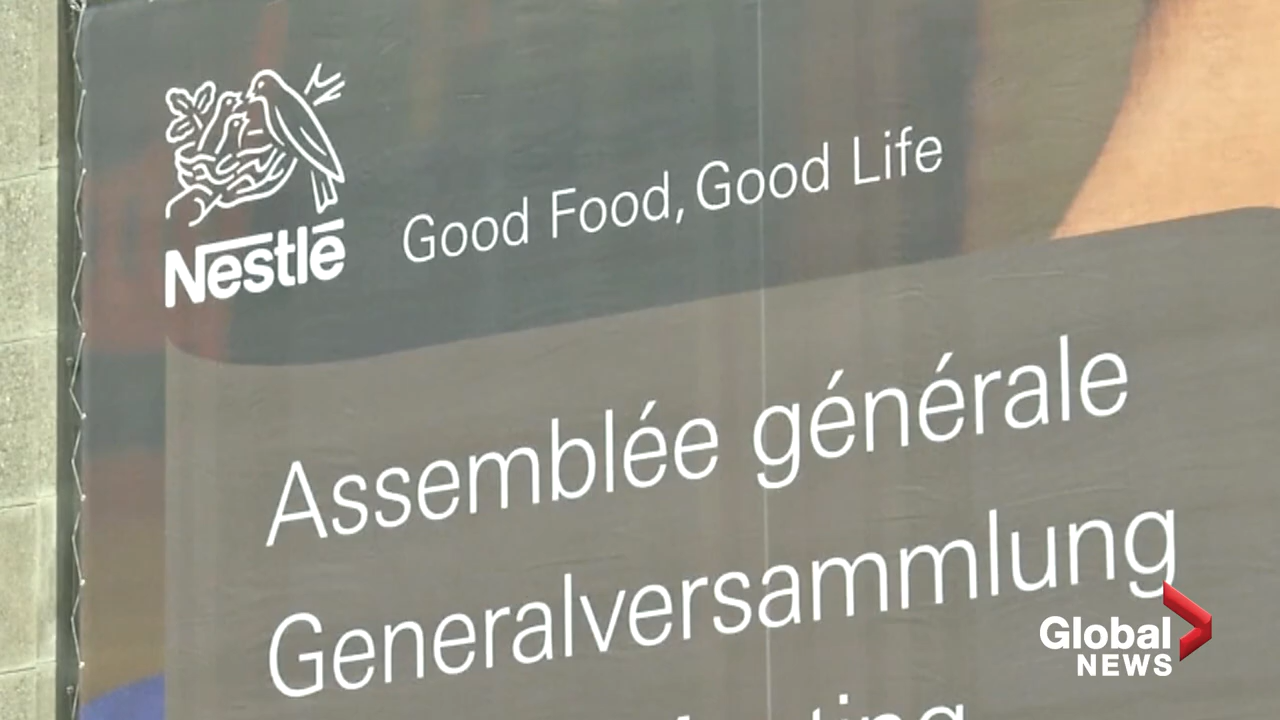 Nestlé
Good Food, Good Life
Assemblée générale
Generalversammlung
Global
NEWS